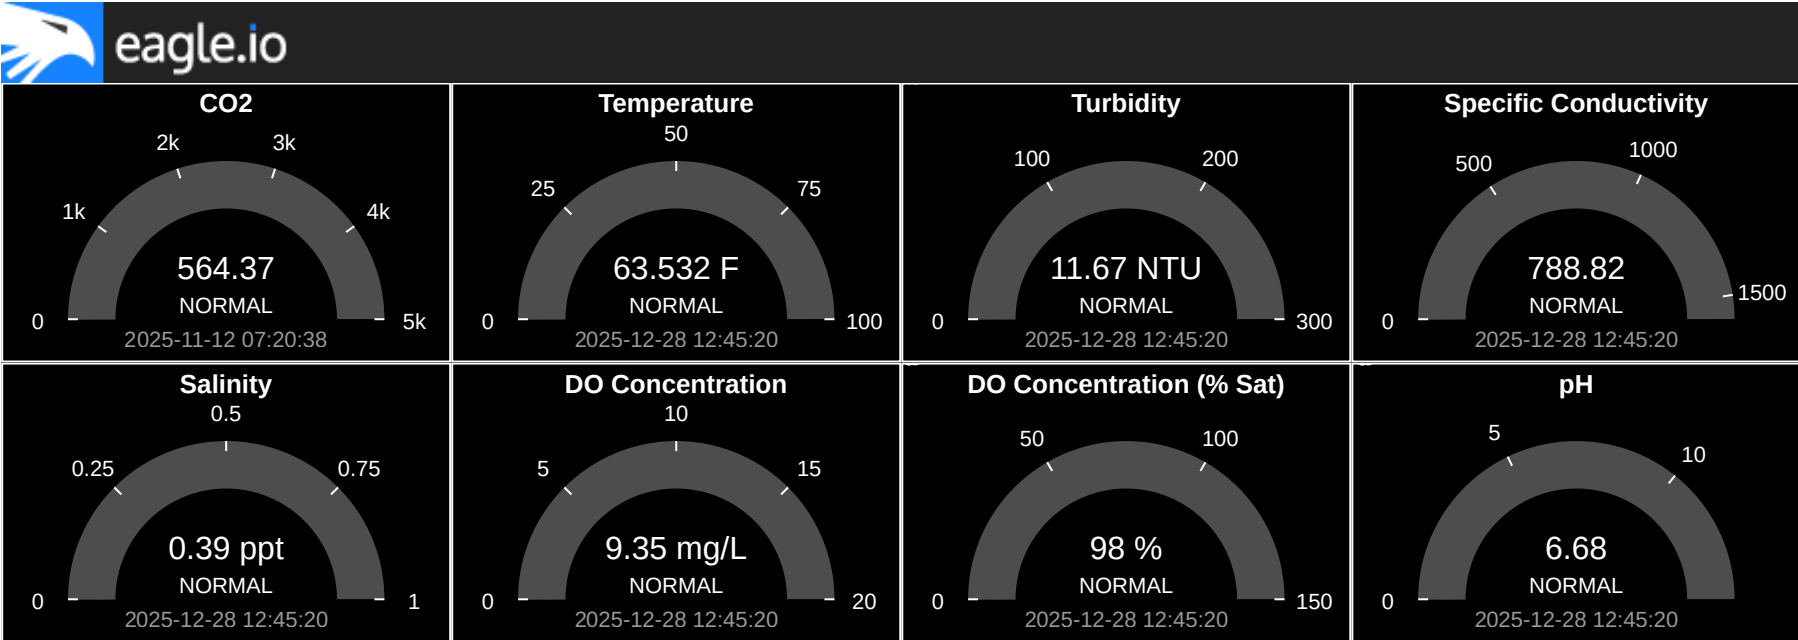 eagle.io
CO2
2k
3k
1k
4k
564.37
NORMAL
0
5k
2025-11-12 07:20:38
Temperature
50
25
75
63.532 F
NORMAL
0
100
2025-12-28 12:45:20
Turbidity
100
200
11.67 NTU
NORMAL
0
300
2025-12-28 12:45:20
Specific Conductivity
1000
500
788.82
1500
NORMAL
0
2025-12-28 12:45:20
Salinity
0.5
0.25
0.75
0.39 ppt
NORMAL
0
1
2025-12-28 12:45:20
DO Concentration
10
5
15
9.35 mg/L
NORMAL
0
20
2025-12-28 12:45:20
DO Concentration (% Sat)
50
100
98 %
NORMAL
0
150
2025-12-28 12:45:20
pH
5
10
6.68
NORMAL
0
2025-12-28 12:45:20